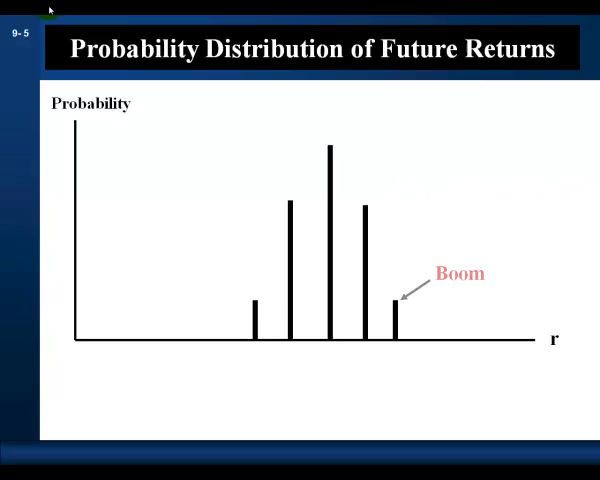 9- 5
Probability Distribution of Future Returns
Probability
Boom
r